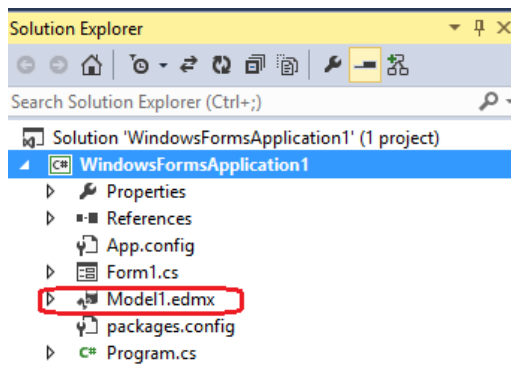 Solution Explorer
Search Solution Explorer (Ctrl+;)
Solution 'WindowsFormsApplication1' (1 project)
C# WindowsFormsApplication1
Properties
References
App.config
Form1.cs
Model1.edmx
packages.config
C# Program.cs